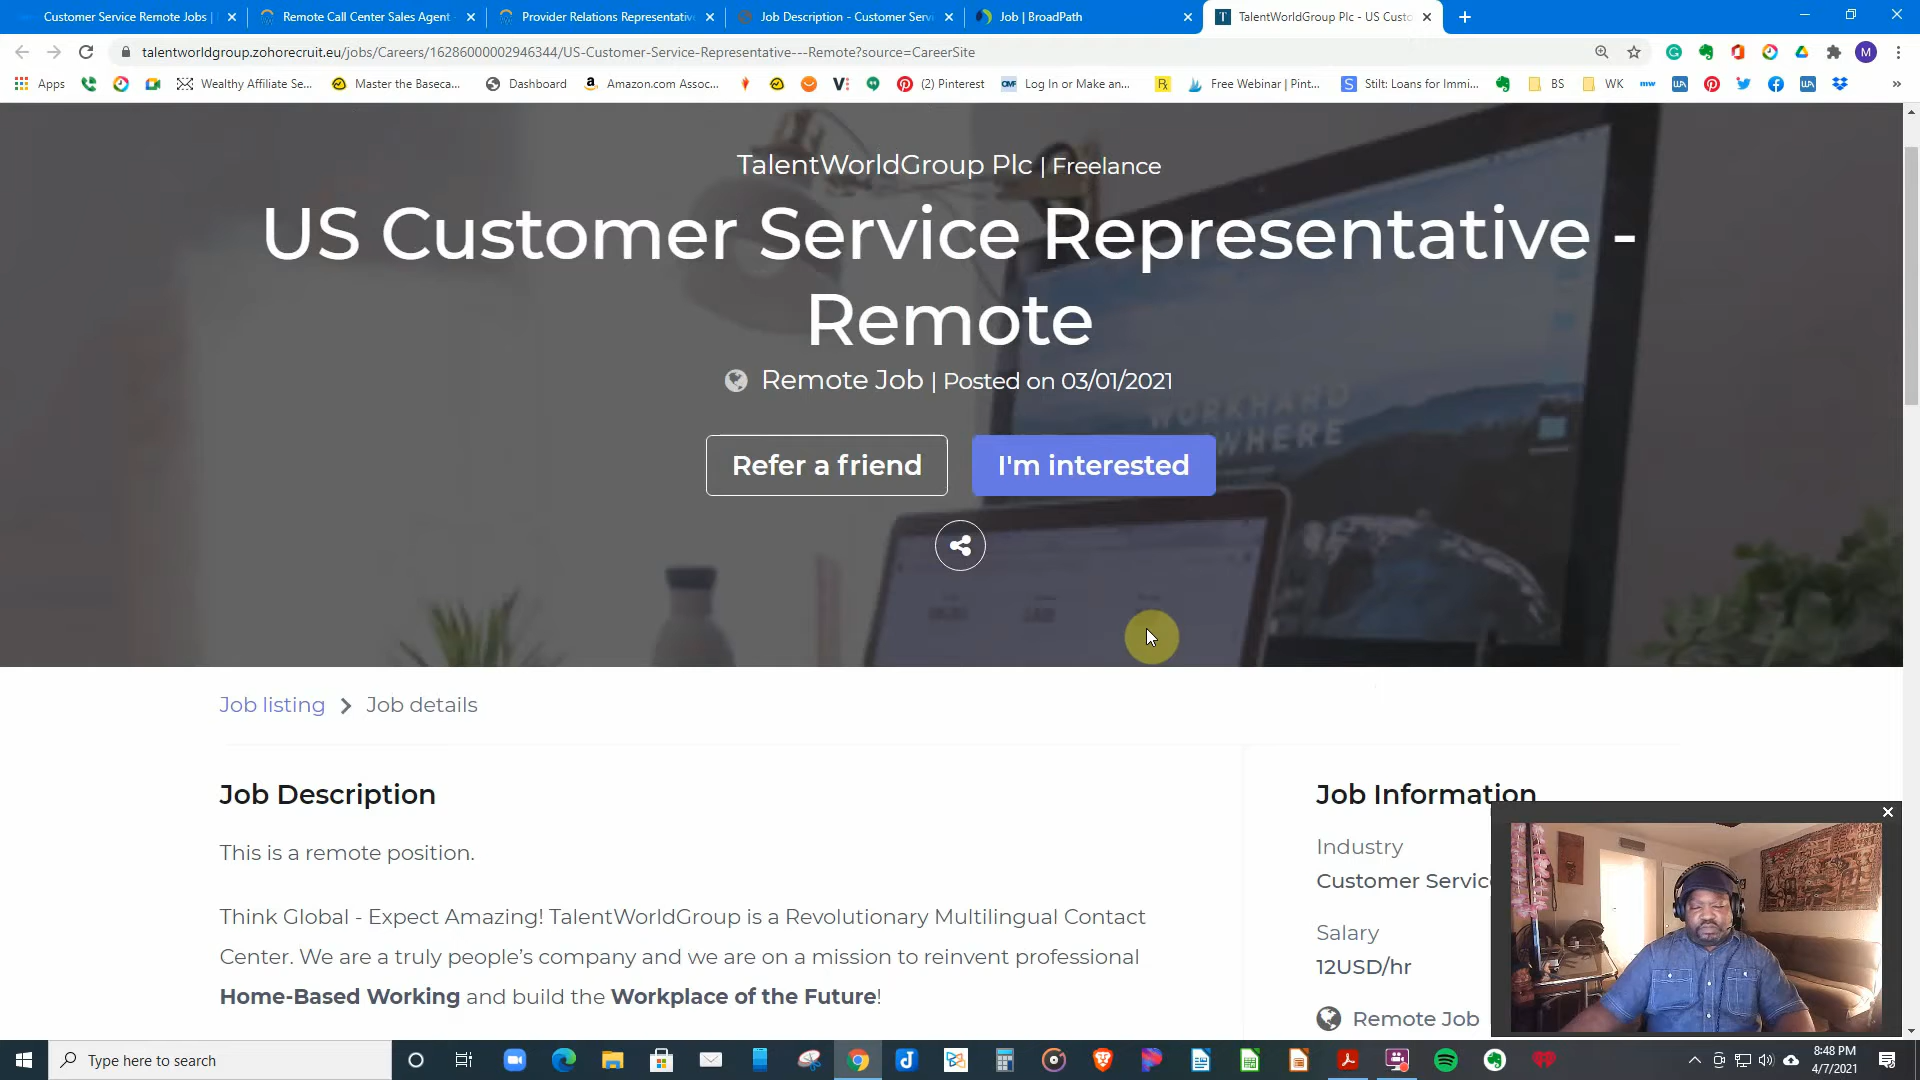 Customer Service Remote Jobs |
Remote Call Center Sales Agent
Provider Relations Representativ
Job Description - Customer Serv
Job | BroadPath
TalentWorldGroup Plc - US Custo
talentworldgroup.zohorecruit.eu/jobs/Careers/16286000002946344/US-Customer-Service-Representative---Remote?source=CareerSite
M
Apps
Wealthy Affiliate Se...
Master the Baseca...
Dashboard
Amazon.com Assoc...
(2) Pinterest
Log In or Make an...
Free Webinar | Pint...
Stilt: Loans for Immi...
BS
WK
TalentWorldGroup Plc | Freelance
US Customer Service Representative -
Remote
Remote Job | Posted on 03/01/2021
WORK HARD
Refer a friend
I'm interested
Job listing > Job details
Job Description
Job Information
This is a remote position.
Industry
Customer Servic
Think Global - Expect Amazing! TalentWorldGroup is a Revolutionary Multilingual Contact
Center. We are a truly people's company and we are on a mission to reinvent professional
Home-Based Working and build the Workplace of the Future!
Salary
12USD/hr
Remote Job
Type here to search
8:48 PM
4/7/2021